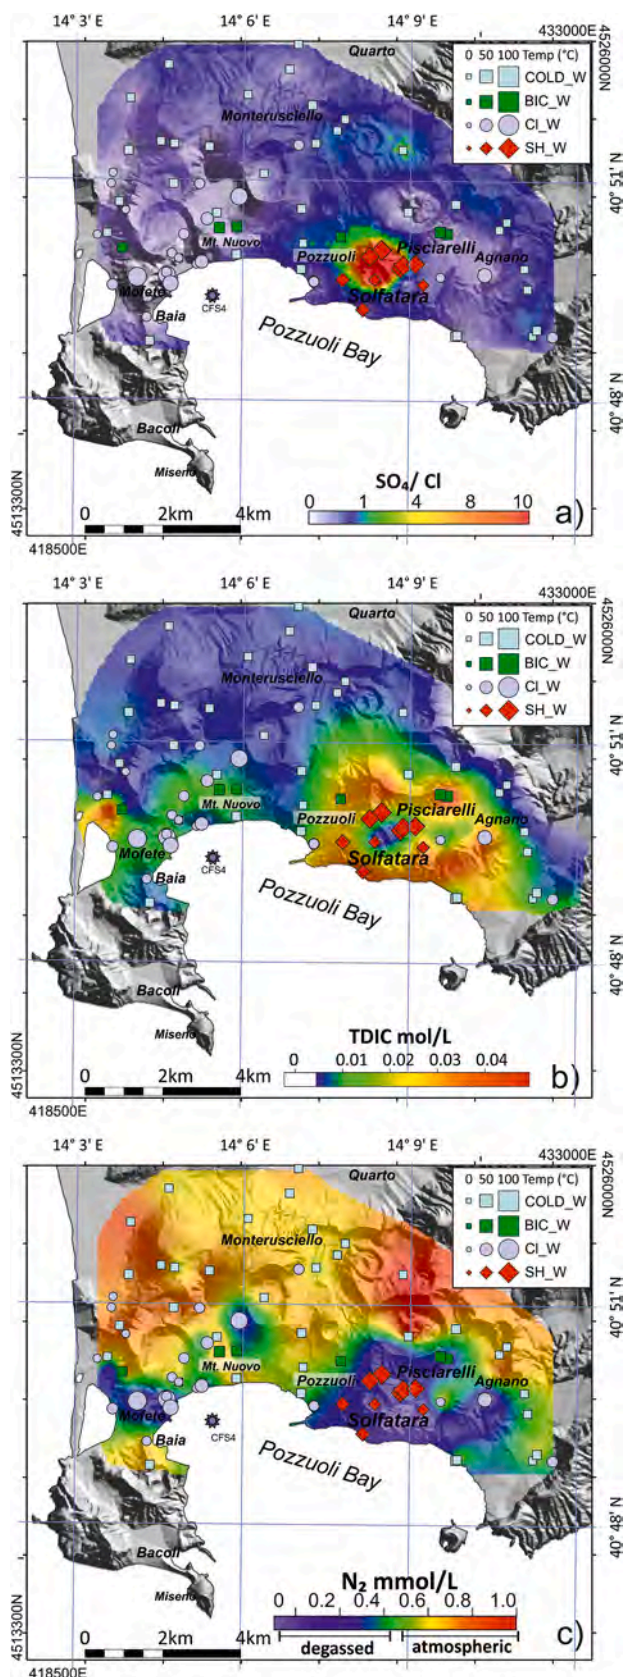 14° 3' 14° 6' 14° 9' 433000E
Quarto
0 50 100 Temp (°C)
COLD_W
BIC_W
Cl_W
SH_W
4526000N
Monterusciello
40° 51' N
Mt. Nuovo
Pozzuoli
Pisciarelli
Agnano
Solfatara
Mofete
Baia
CFS4
Pozzuoli Bay
40° 48' N
Bacoli
Miseno
SO₄/ Cl
0 1 4 8 10
a)
0 2km 4km
4513300N
418500E
14° 3' 14° 6' 14° 9' 433000E
Quarto
0 50 100 Temp (°C)
COLD_W
BIC_W
Cl_W
SH_W
4526000N
Monterusciello
40° 51' N
Mt. Nuovo
Pozzuoli
Pisciarelli
Agnano
Solfatara
Mofete
Baia
CFS4
Pozzuoli Bay
40° 48' N
Bacoli
Miseno
TDIC mol/L
0 0.01 0.02 0.03 0.04
b)
0 2km 4km
4513300N
418500E
14° 3' 14° 6' 14° 9' 433000E
Quarto
0 50 100 Temp (°C)
COLD_W
BIC_W
Cl_W
SH_W
4526000N
Monterusciello
40° 51' N
Mt. Nuovo
Pozzuoli
Pisciarelli
Agnano
Solfatara
Mofete
Baia
CFS4
Pozzuoli Bay
40° 48' N
Bacoli
Miseno
N₂ mmol/L
0 0.2 0.4 0.6 0.8 1.0
degassed atmospheric
c)
0 2km 4km
4513300N
418500E